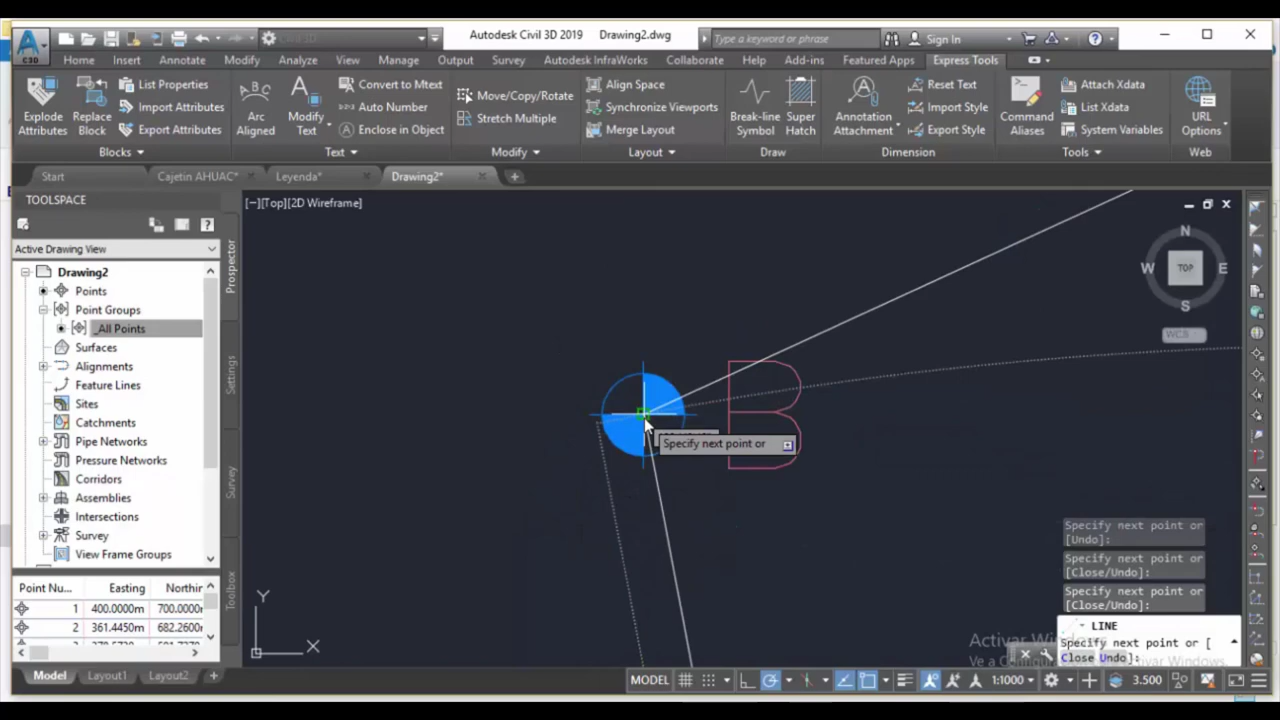 Autodesk Civil 3D 2019 Drawing2.dwg
Type a keyword or phrase
Sign In
C3D
Home Insert Annotate Modify Analyze View Manage Output Survey Autodesk InfraWorks Collaborate Help Add-ins Featured Apps Express Tools
Explode Attributes
Replace Block
List Properties
Import Attributes
Export Attributes
Blocks
Arc Aligned
Modify Text
Convert to Mtext
Auto Number
Enclose in Object
Text
Move/Copy/Rotate
Stretch Multiple
Modify
Align Space
Synchronize Viewports
Merge Layout
Layout
Break-line Symbol
Super Hatch
Draw
Annotation Attachment
Reset Text
Import Style
Export Style
Dimension
Command Aliases
Attach Xdata
List Xdata
System Variables
Tools
URL Options
Web
Start Cajetin AHUAC* Leyenda* Drawing2*
TOOLSPACE
Active Drawing View
Drawing2
Points
Point Groups
_All Points
Surfaces
Alignments
Feature Lines
Sites
Catchments
Pipe Networks
Pressure Networks
Corridors
Assemblies
Intersections
Survey
View Frame Groups
Prospector
Settings
Survey
Toolbox
Point Nu... Easting Northin
1 400.0000m 700.0000
2 361.4450m 682.2600
[−][Top][2D Wireframe]
N
W TOP E
S
WCS
B
Specify next point or
Y
X
Specify next point or
[Undo]:
Specify next point or
[Close/Undo]:
Specify next point or
[Close/Undo]:
LINE
Specify next point or [
Close Undo]:
Activar Windows
Model Layout1 Layout2
MODEL 1:1000 3.500